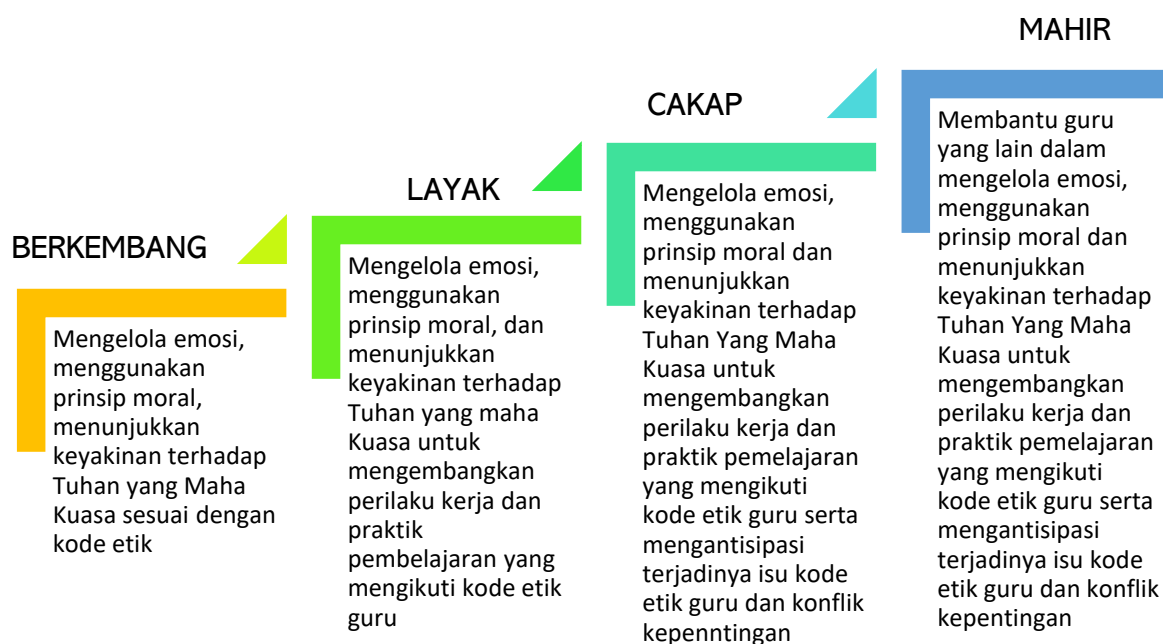 BERKEMBANG
Mengelola emosi,
menggunakan
prinsip moral,
menunjukkan
keyakinan terhadap
Tuhan yang Maha
Kuasa sesuai dengan
kode etik
LAYAK
Mengelola emosi,
menggunakan
prinsip moral, dan
menunjukkan
keyakinan terhadap
Tuhan yang maha
Kuasa untuk
mengembangkan
perilaku kerja dan
praktik
pembelajaran yang
mengikuti kode etik
guru
CAKAP
Mengelola emosi,
menggunakan
prinsip moral dan
menunjukkan
keyakinan terhadap
Tuhan Yang Maha
Kuasa untuk
mengembangkan
perilaku kerja dan
praktik pemelajaran
yang mengikuti
kode etik guru serta
mengantisipasi
terjadinya isu kode
etik guru dan konflik
kepenntingan
MAHIR
Membantu guru
yang lain dalam
mengelola emosi,
menggunakan
prinsip moral dan
menunjukkan
keyakinan terhadap
Tuhan Yang Maha
Kuasa untuk
mengembangkan
perilaku kerja dan
praktik pemelajaran
yang mengikuti
kode etik guru serta
mengantisipasi
terjadinya isu kode
etik guru dan konflik
kepentingan